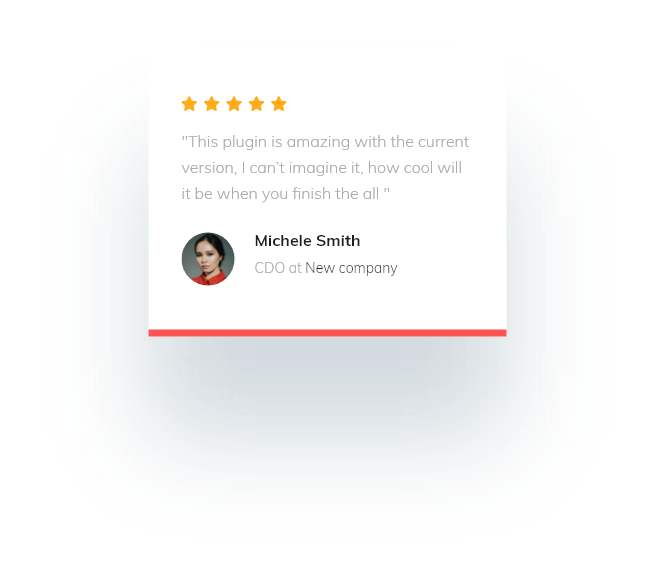 "This plugin is amazing with the current
version, I can't imagine it, how cool will
it be when you finish the all "
Michele Smith
CDO at New company